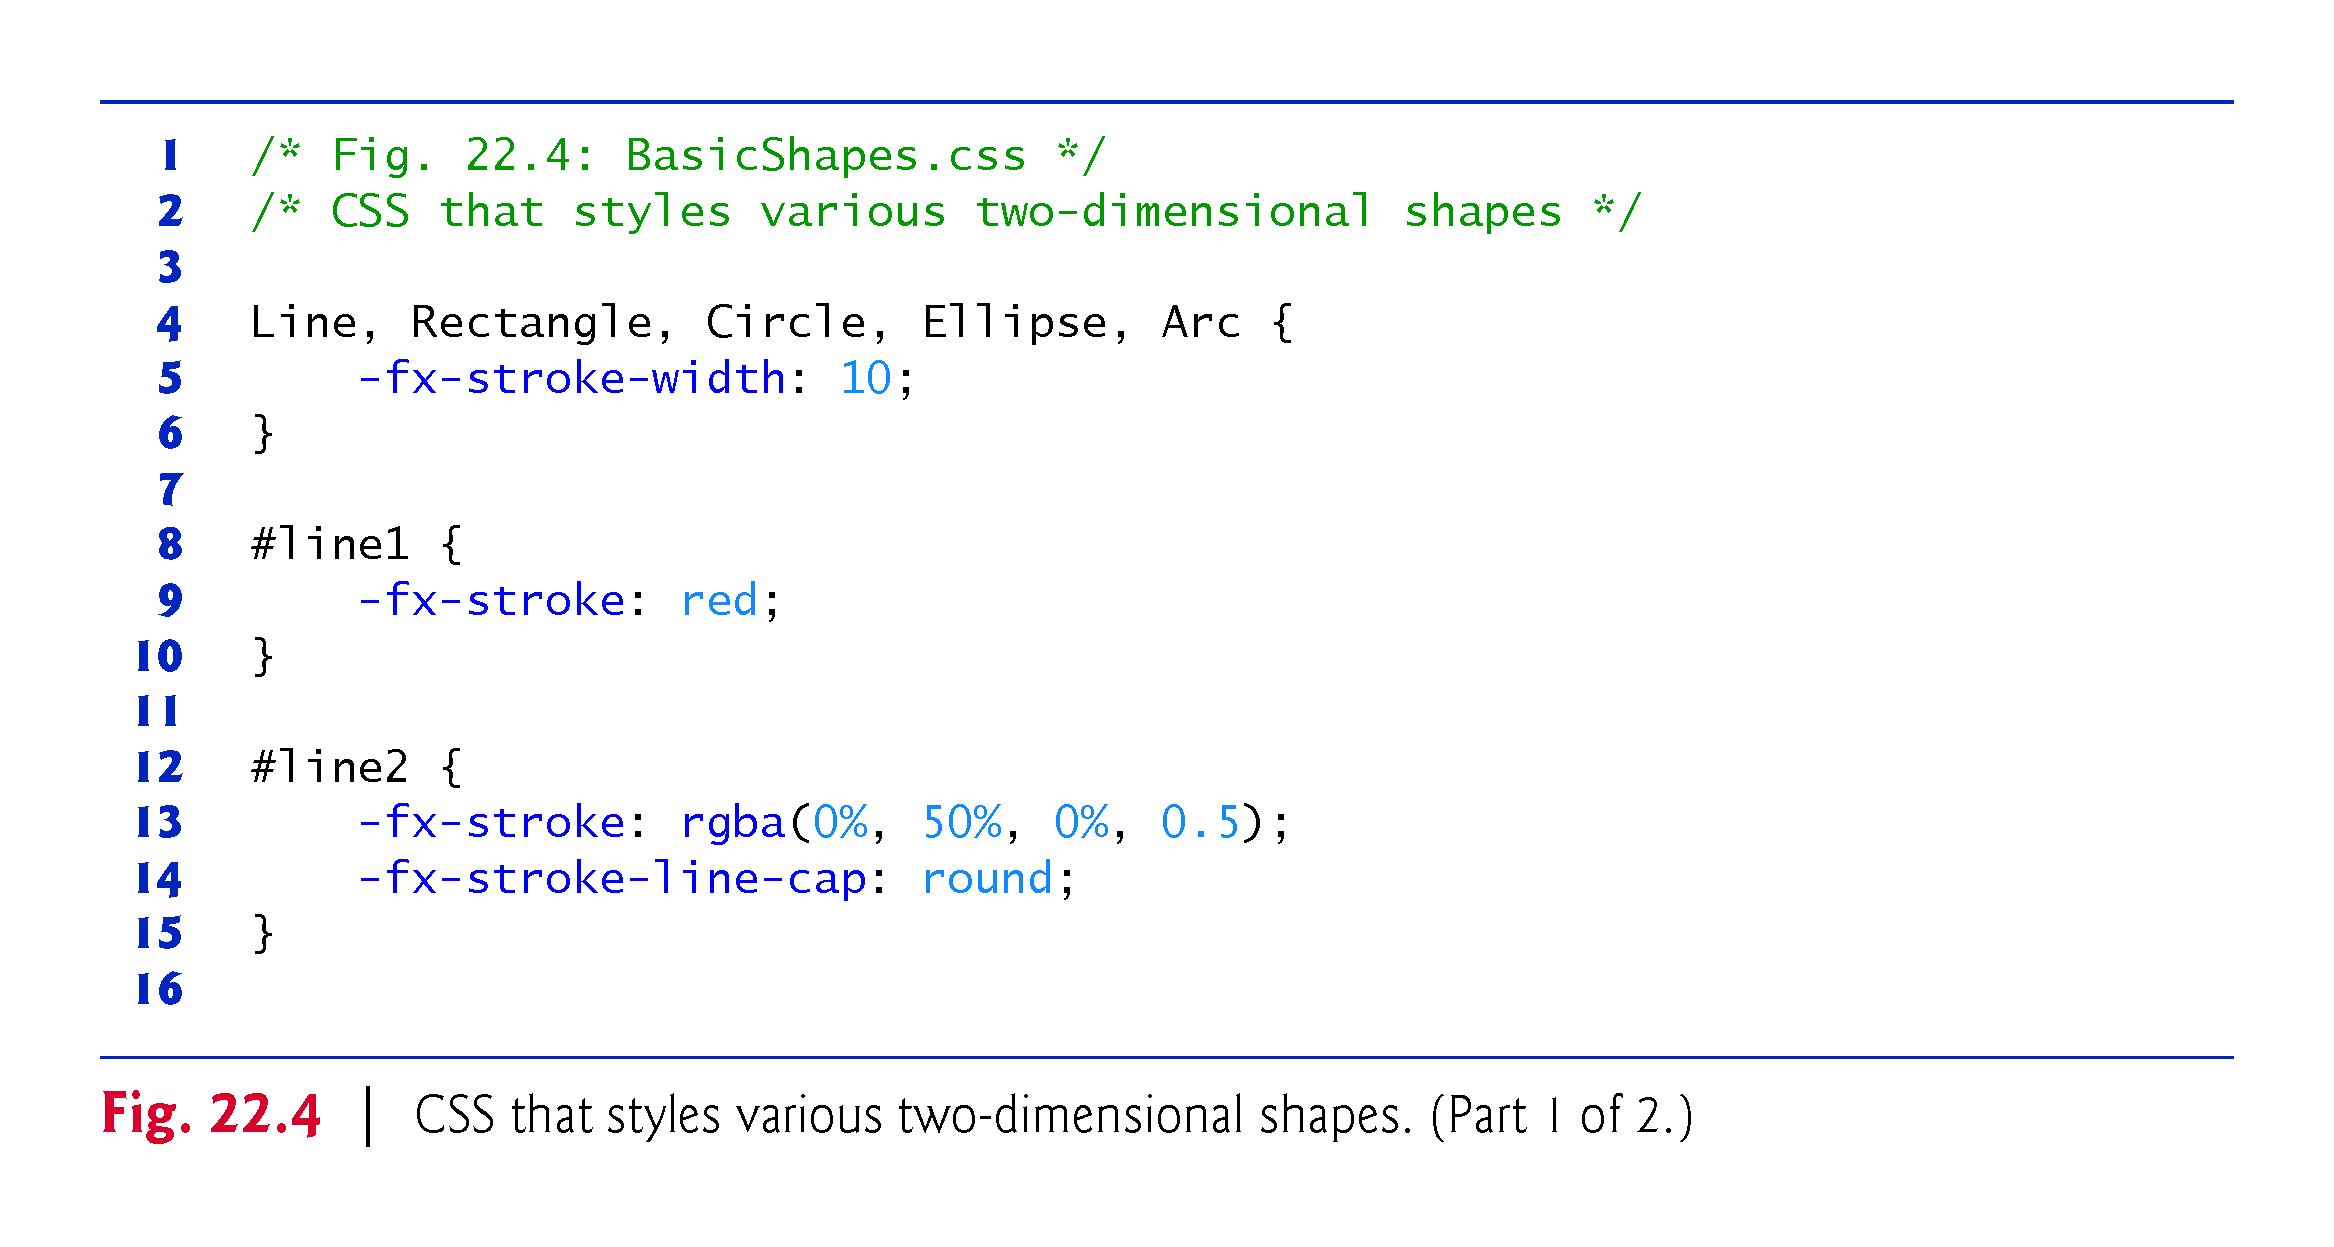 1 /* Fig. 22.4: BasicShapes.css */
2 /* CSS that styles various two-dimensional shapes */
3
4 Line, Rectangle, Circle, Ellipse, Arc {
5     -fx-stroke-width: 10;
6 }
7
8 #line1 {
9     -fx-stroke: red;
10 }
11
12 #line2 {
13     -fx-stroke: rgba(0%, 50%, 0%, 0.5);
14     -fx-stroke-line-cap: round;
15 }
16
Fig. 22.4 | CSS that styles various two-dimensional shapes. (Part 1 of 2.)